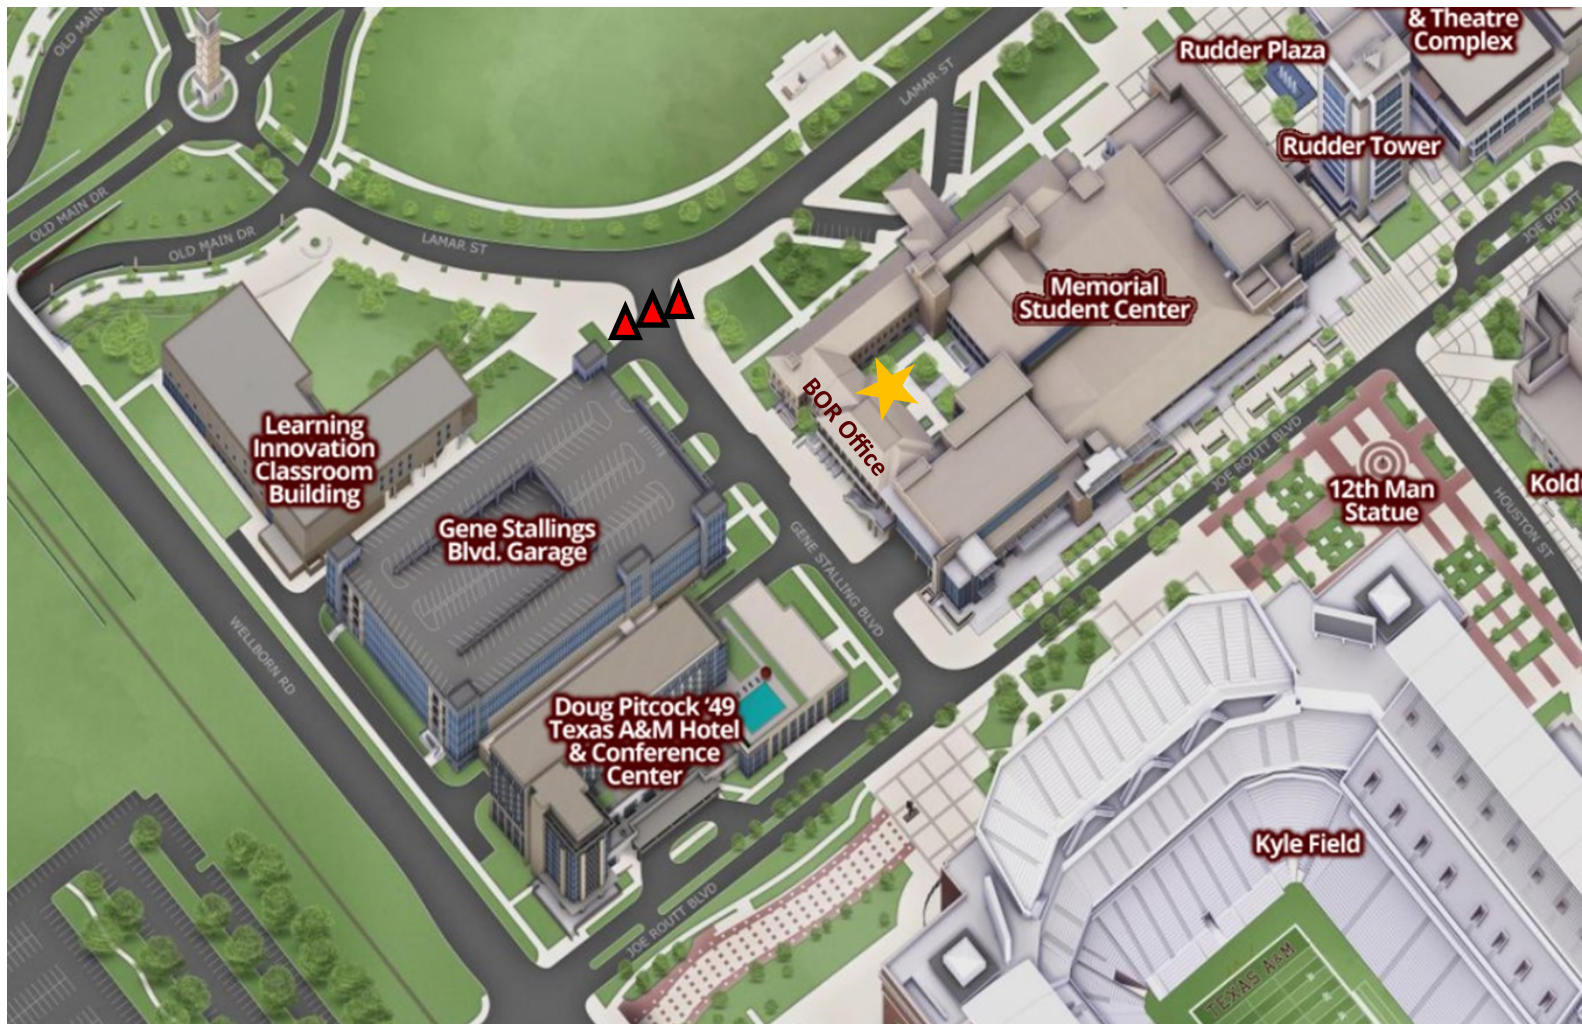 OLD MAIN
& Theatre
Complex
Rudder Plaza
LAMAR ST
Rudder Tower
OLD MAIN DR
OLD MAIN DR
LAMAR ST
JOE ROUTT
Memorial
Student Center
BOR Office
Learning
Innovation
Classroom
Building
Gene Stallings
Blvd. Garage
JOE ROUTT BLVD
12th Man
Statue
Kold
HOUSTON ST
GENE STALLING BLVD
WELLBORN RD
Doug Pitcock ‘49
Texas A&M Hotel
& Conference
Center
Kyle Field
JOE ROUTT BLVD
TEXAS A&M